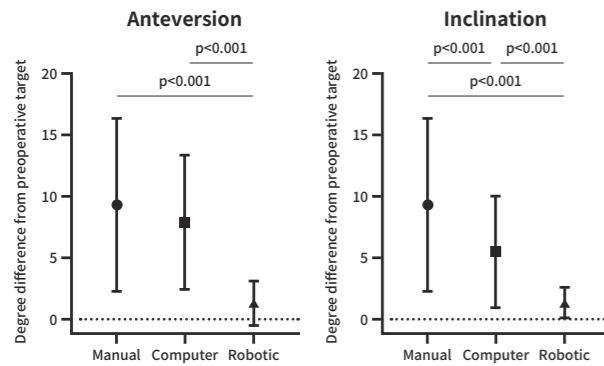 Anteversion
p<0.001
p<0.001
Degree difference from preoperative target
20
15
10
5
0
Manual Computer Robotic
Inclination
p<0.001 p<0.001
p<0.001
Degree difference from preoperative target
20
15
10
5
0
Manual Computer Robotic